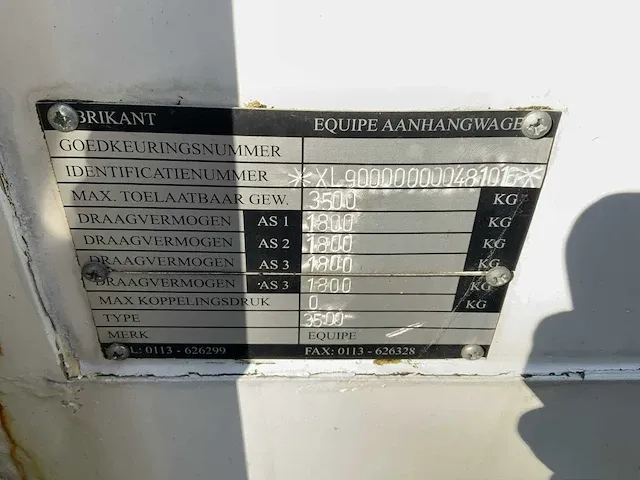 BRIKANT EQUIPE AANHANGWAGE
GOEDKEURINGSNUMMER
IDENTIFICATIENUMMER
MAX. TOELAATBAAR GEW. 3500 KG
DRAAGVERMOGEN AS 1 1800 KG
DRAAGVERMOGEN AS 2 1800 KG
DRAAGVERMOGEN AS 3 1800 KG
DRAAGVERMOGEN AS 3 1800 KG
MAX KOPPELINGSDRUK 0 KG
TYPE 3500
MERK EQUIPE
L: 0113 - 626299 FAX: 0113 - 626328